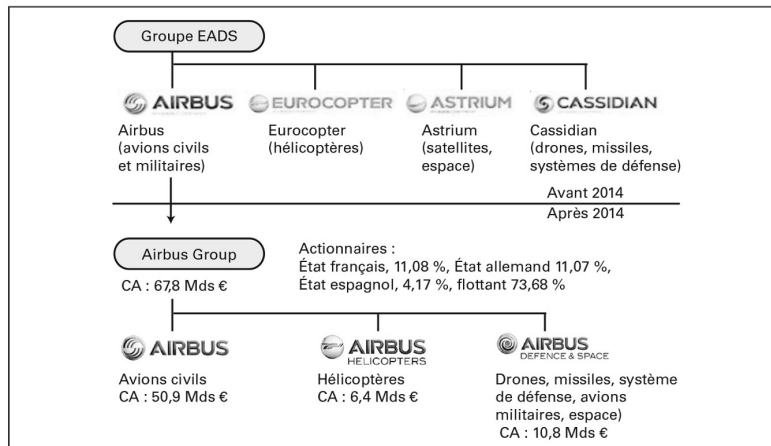 Groupe EADS
AIRBUS
EUROCOPTER
ASTRIUM
CASSIDIAN
Airbus
(avions civils
et militaires)
Eurocopter
(hélicoptères)
Astrium
(satellites,
espace)
Cassidian
(drones, missiles,
systèmes de défense)
Avant 2014
Après 2014
Airbus Group
CA : 67,8 Mds €
Actionnaires :
État français, 11,08 %, État allemand 11,07 %,
État espagnol, 4,17 %, flottant 73,68 %
AIRBUS
Avions civils
CA : 50,9 Mds €
AIRBUS
HELICOPTERS
Hélicoptères
CA : 6,4 Mds €
AIRBUS
DEFENCE & SPACE
Drones, missiles, système
de défense, avions
militaires, espace)
CA : 10,8 Mds €